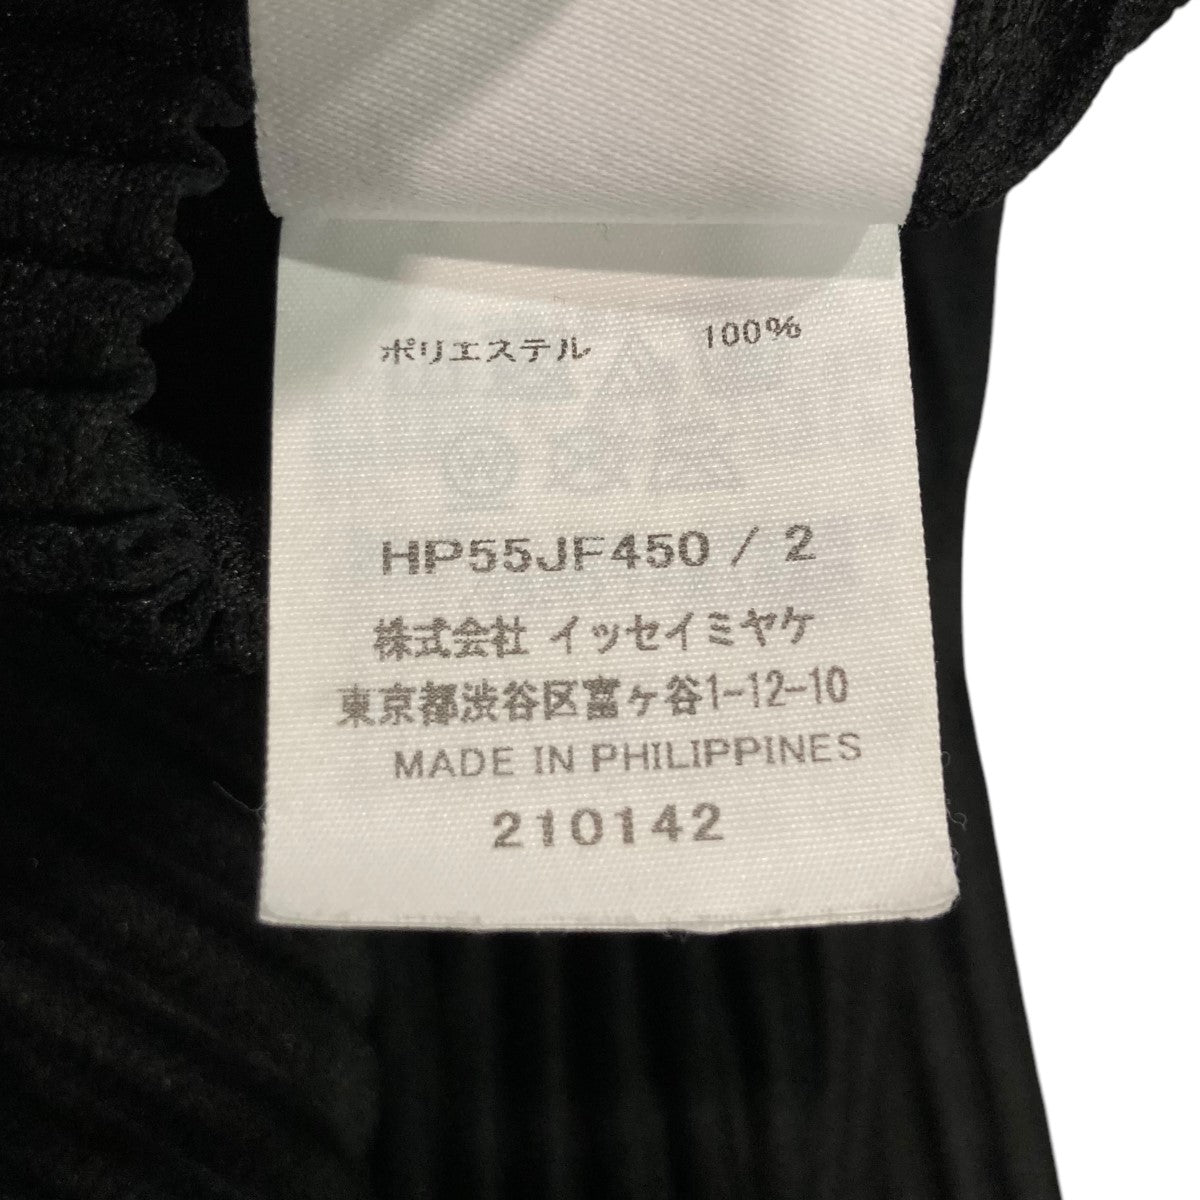 ポリエステル 100%
HP55JF450 / 2
株式会社 イッセイミヤケ
東京都渋谷区富ヶ谷1-12-10
MADE IN PHILIPPINES
210142